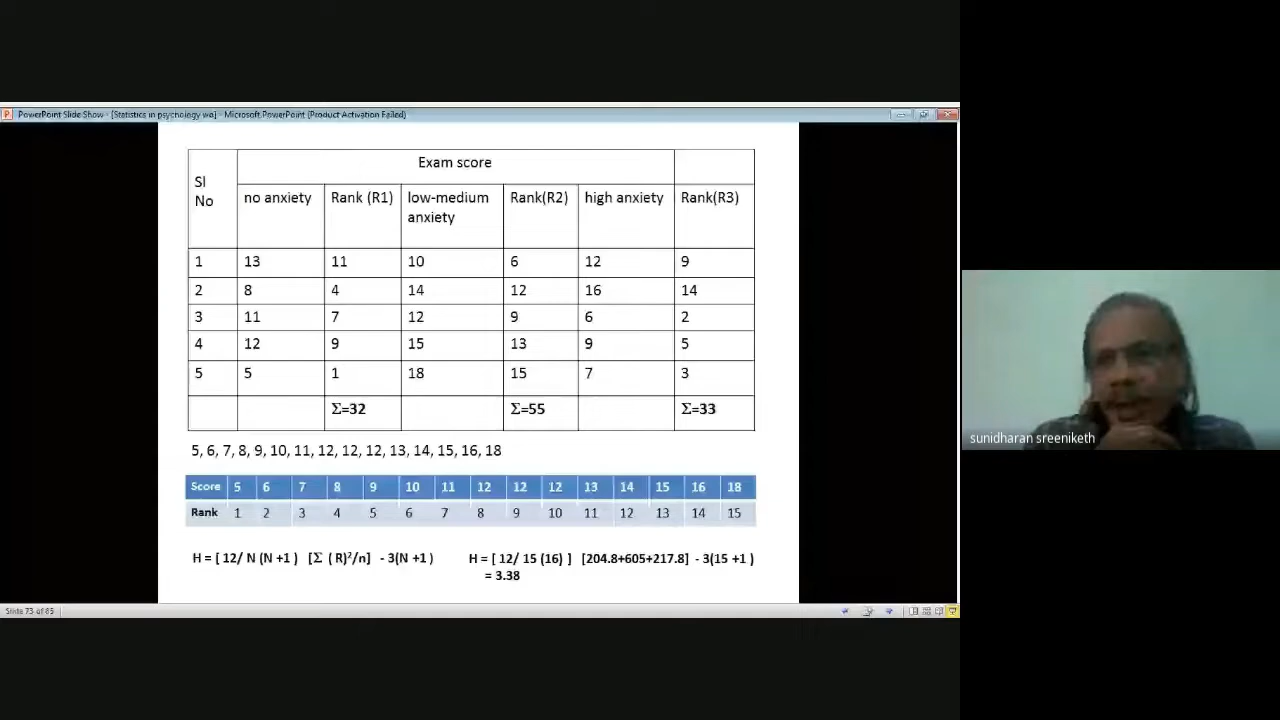 PowerPoint Slide Show - [Statistics in psychology wa] - Microsoft PowerPoint (Product Activation Failed)
Sl No Exam score
no anxiety Rank (R1) low-medium anxiety Rank(R2) high anxiety Rank(R3)
1 13 11 10 6 12 9
2 8 4 14 12 16 14
3 11 7 12 9 6 2
4 12 9 15 13 9 5
5 5 1 18 15 7 3
Σ=32 Σ=55 Σ=33
5, 6, 7, 8, 9, 10, 11, 12, 12, 12, 13, 14, 15, 16, 18
Score 5 6 7 8 9 10 11 12 12 12 13 14 15 16 18
Rank 1 2 3 4 5 6 7 8 9 10 11 12 13 14 15
H = [ 12/ N (N +1 ) [Σ ( R)²/n] - 3(N +1 ) H = [ 12/ 15 (16) ] [204.8+605+217.8] - 3(15 +1 )
= 3.38
Slide 73 of 85
sunidharan sreeniketh